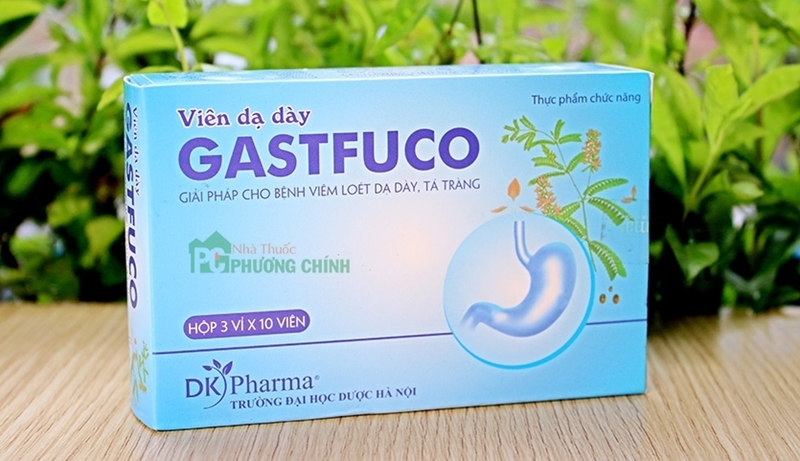 Thực phẩm chức năng
Viên dạ dày
GASTFUCO
GIẢI PHÁP CHO BỆNH VIÊM LOÉT DẠ DÀY, TÁ TRÀNG
Nhà Thuốc
PC PHƯƠNG CHÍNH
HỘP 3 VỈ X 10 VIÊN
DK Pharma®
TRƯỜNG ĐẠI HỌC DƯỢC HÀ NỘI
Viên dạ dày
GASTFUCO